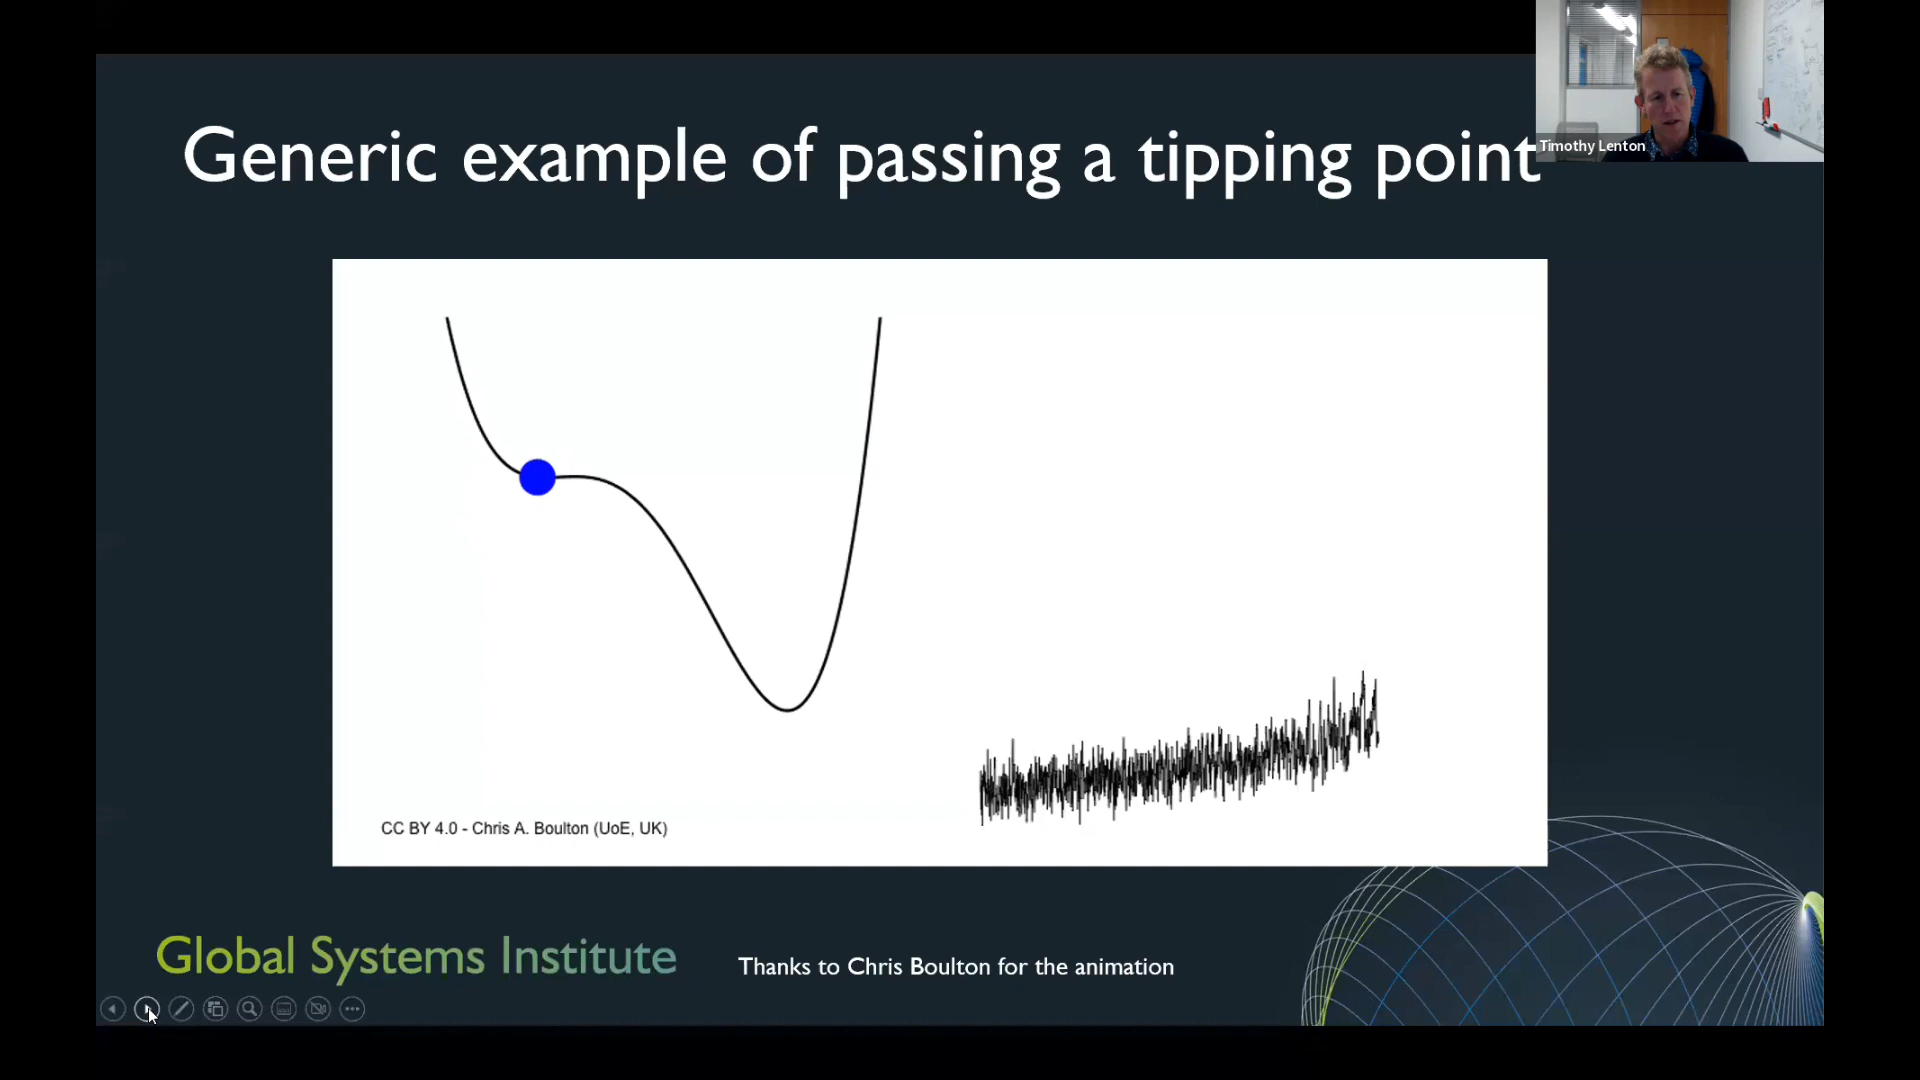 Generic example of passing a tipping point
Timothy Lenton
CC BY 4.0 - Chris A. Boulton (UoE, UK)
Global Systems Institute
Thanks to Chris Boulton for the animation